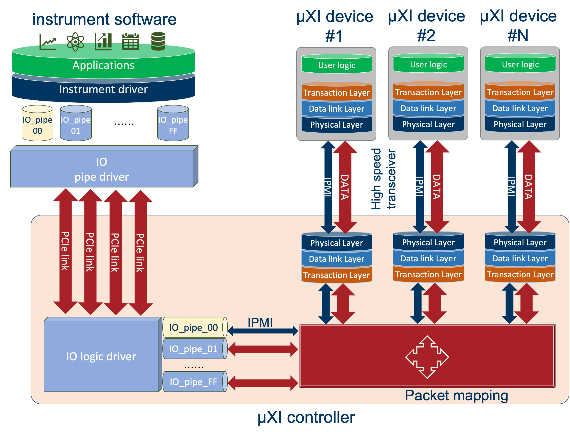 instrument software
Applications
Instrument driver
IO_pipe
00
IO_pipe
01
......
IO_pipe
FF
IO
pipe driver
PCIe link
PCIe link
PCIe link
PCIe link
μXI device
#1
μXI device
#2
μXI device
#N
User logic
User logic
User logic
Transaction Layer
Transaction Layer
Transaction Layer
Data link Layer
Data link Layer
Data link Layer
Physical Layer
Physical Layer
Physical Layer
IPMI
DATA
High speed
transceiver
IPMI
DATA
IPMI
DATA
Physical Layer
Physical Layer
Physical Layer
Data link Layer
Data link Layer
Data link Layer
Transaction Layer
Transaction Layer
Transaction Layer
IO logic driver
IO_pipe_00
IPMI
IO_pipe_01
......
IO_pipe_FF
Packet mapping
μXI controller